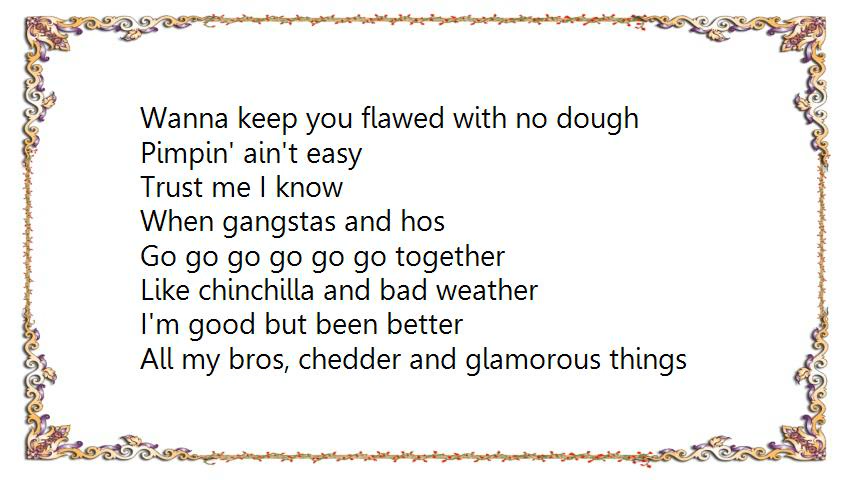 Wanna keep you flawed with no dough
Pimpin' ain't easy
Trust me I know
When gangstas and hos
Go go go go go go together
Like chinchilla and bad weather
I'm good but been better
All my bros, chedder and glamorous things